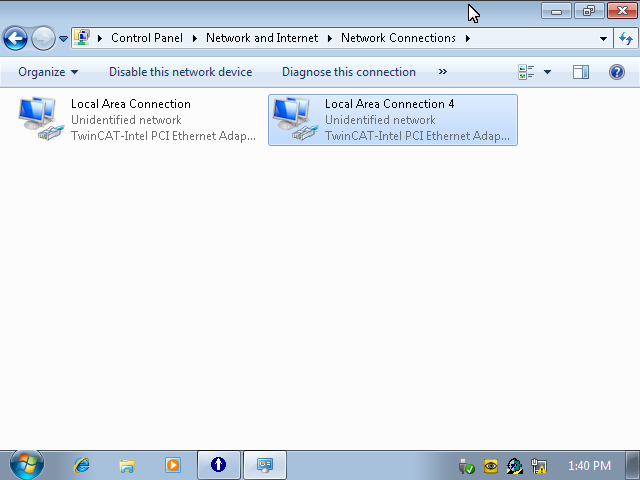 Control Panel Network and Internet Network Connections
Organize Disable this network device Diagnose this connection »
Local Area Connection
Unidentified network
TwinCAT-Intel PCI Ethernet Adap...
Local Area Connection 4
Unidentified network
TwinCAT-Intel PCI Ethernet Adap...
1:40 PM